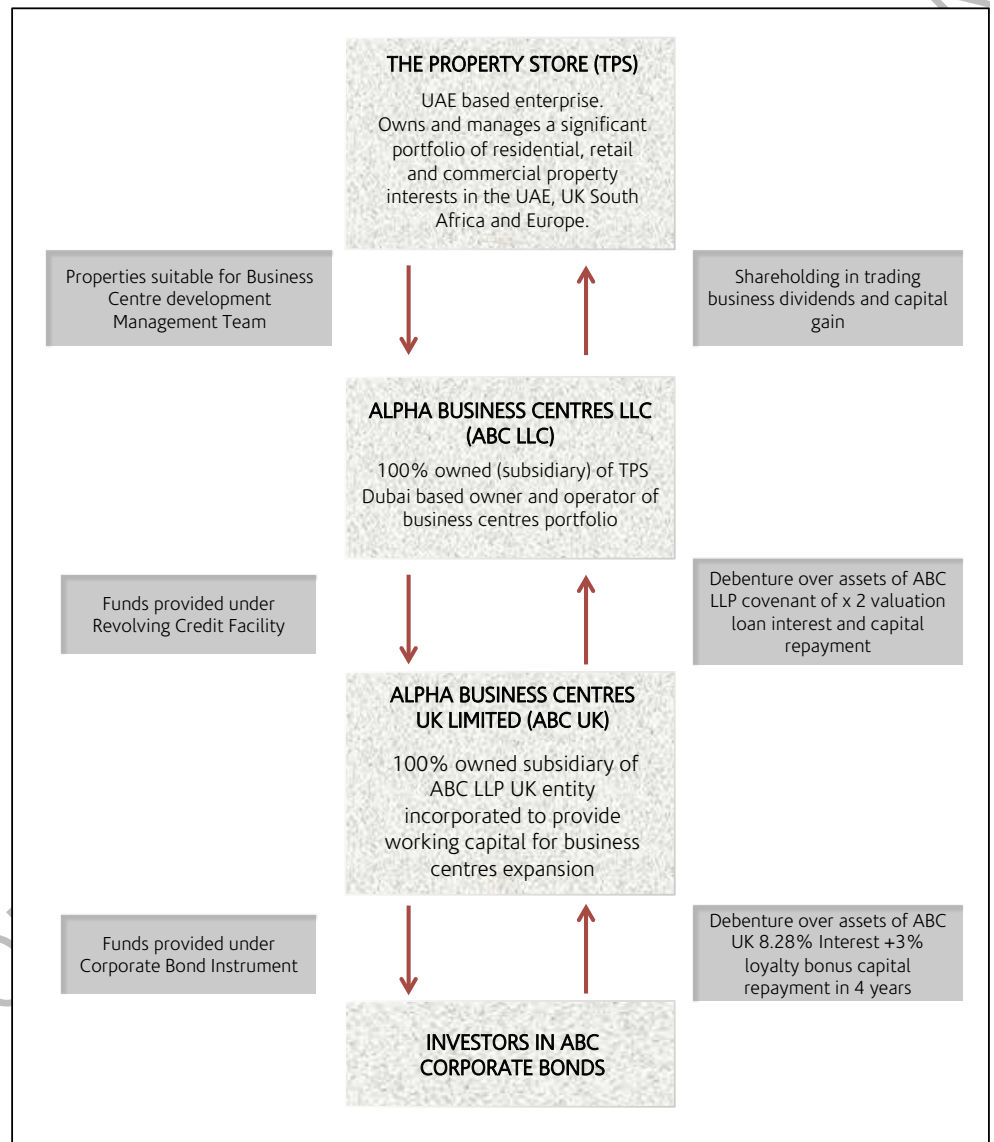 THE PROPERTY STORE (TPS)
UAE based enterprise.
Owns and manages a significant
portfolio of residential, retail
and commercial property
interests in the UAE, UK South
Africa and Europe.
Properties suitable for Business
Centre development
Management Team
Shareholding in trading
business dividends and capital
gain
ALPHA BUSINESS CENTRES LLC
(ABC LLC)
100% owned (subsidiary) of TPS
Dubai based owner and operator of
business centres portfolio
Funds provided under
Revolving Credit Facility
Debenture over assets of ABC
LLP covenant of x 2 valuation
loan interest and capital
repayment
ALPHA BUSINESS CENTRES
UK LIMITED (ABC UK)
100% owned subsidiary of
ABC LLP UK entity
incorporated to provide
working capital for business
centres expansion
Funds provided under
Corporate Bond Instrument
Debenture over assets of ABC
UK 8.28% Interest +3%
loyalty bonus capital
repayment in 4 years
INVESTORS IN ABC
CORPORATE BONDS